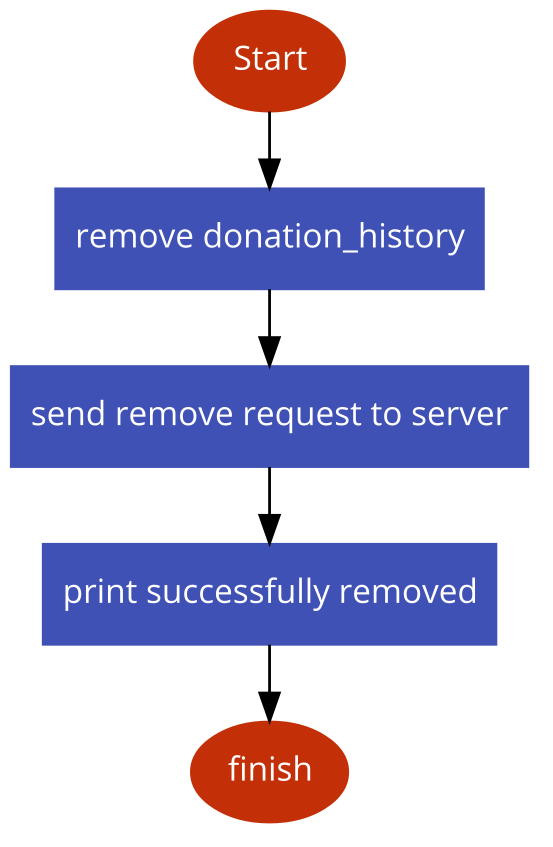 Start
remove donation_history
send remove request to server
print successfully removed
finish